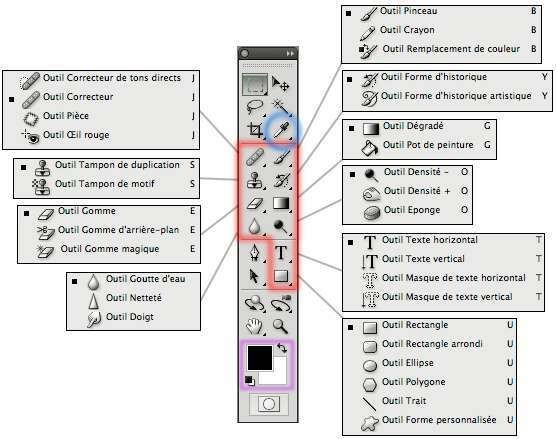 Outil Correcteur de tons directs J
Outil Correcteur J
Outil Pièce J
Outil Œil rouge J
Outil Tampon de duplication S
Outil Tampon de motif S
Outil Gomme E
Outil Gomme d'arrière-plan E
Outil Gomme magique E
Outil Goutte d'eau
Outil Netteté
Outil Doigt
T
Outil Pinceau B
Outil Crayon B
Outil Remplacement de couleur B
Outil Forme d'historique Y
Outil Forme d'historique artistique Y
Outil Dégradé G
Outil Pot de peinture G
Outil Densité - O
Outil Densité + O
Outil Eponge O
T Outil Texte horizontal T
T Outil Texte vertical T
T Outil Masque de texte horizontal T
T Outil Masque de texte vertical T
Outil Rectangle U
Outil Rectangle arrondi U
Outil Ellipse U
Outil Polygone U
Outil Trait U
Outil Forme personnalisée U